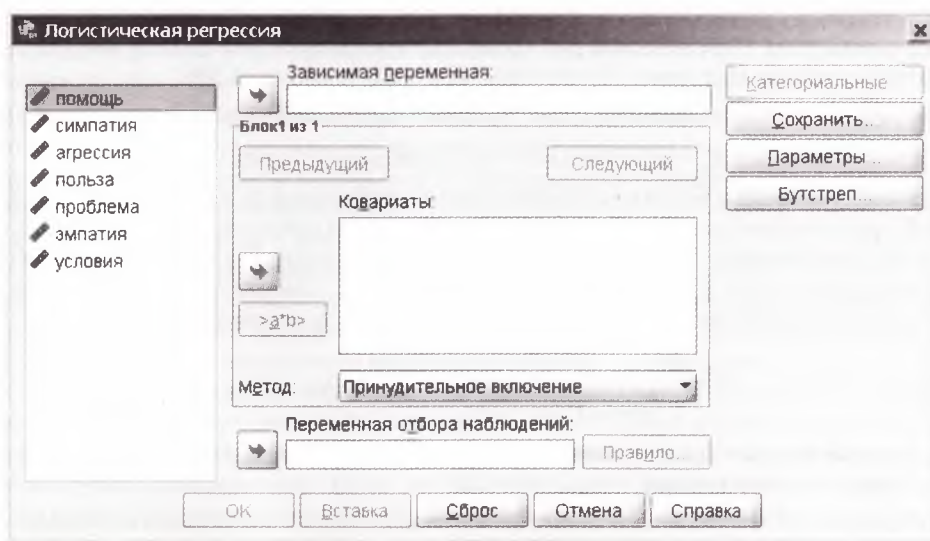 Логистическая регрессия
помощь
симпатия
агрессия
польза
проблема
эмпатия
условия
Зависимая переменная:
Блок1 из 1
Предыдущий
Следующий
Ковариаты:
>a*b>
Метод:
Принудительное включение
Переменная отбора наблюдений:
Правило...
Категориальные
Сохранить...
Параметры...
Бутстреп...
OK
Вставка
Сброс
Отмена
Справка